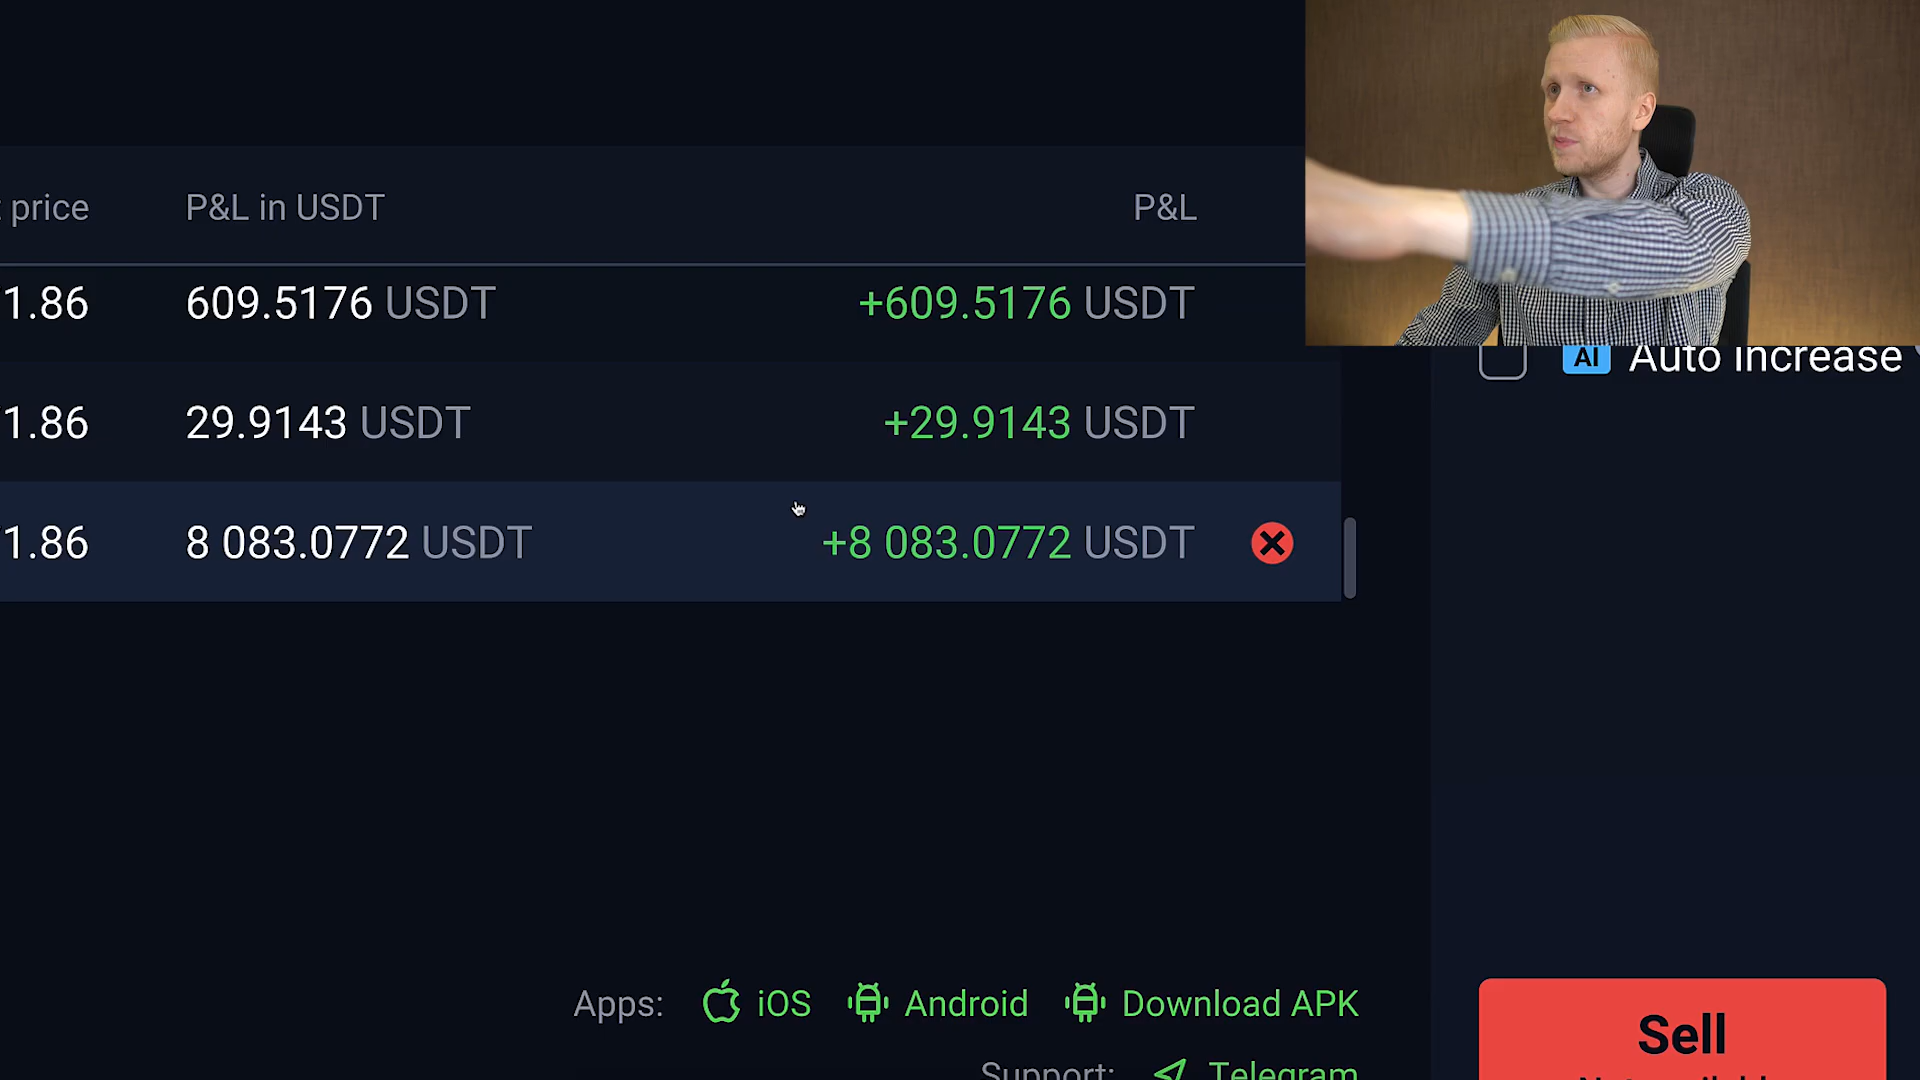 price P&L in USDT P&L
1.86 609.5176 USDT +609.5176 USDT
AI Auto increase
1.86 29.9143 USDT +29.9143 USDT
1.86 8 083.0772 USDT +8 083.0772 USDT
Apps: iOS Android Download APK
Sell
Support: Telegram